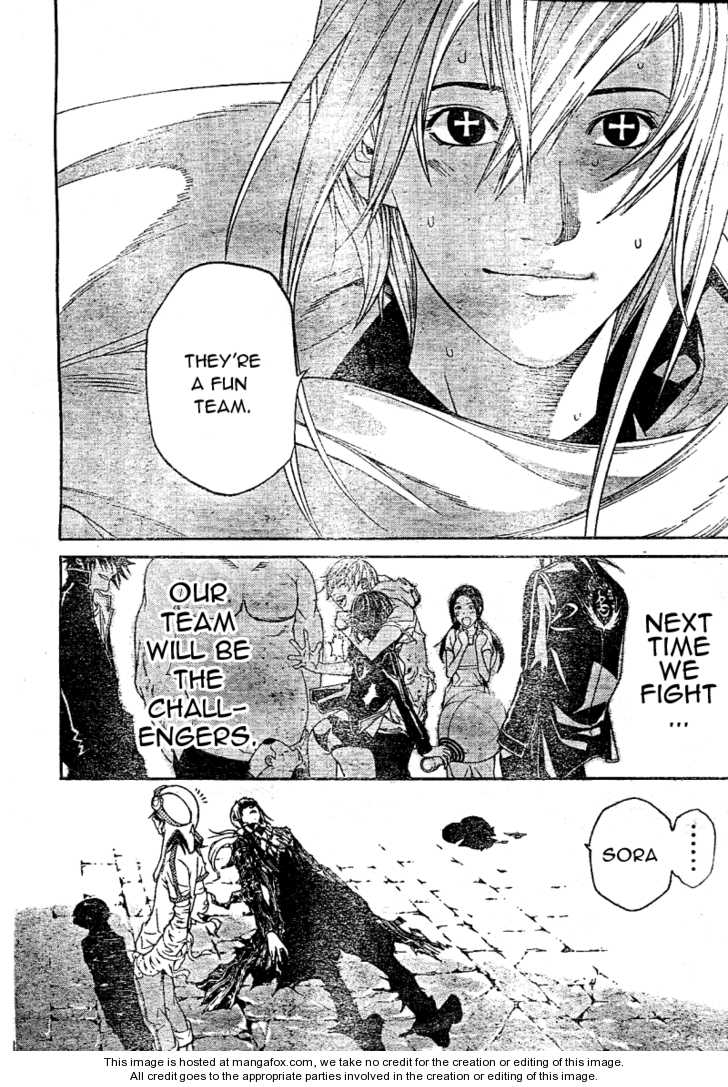 THEY'RE
A FUN
TEAM.
NEXT
TIME
WE
FIGHT
...
OUR
TEAM
WILL BE
THE
CHALL-
ENGERS.
.....
SORA
This image is hosted at mangafox.com, we take no credit for the creation or editing of this image.
All credit goes to the appropriate parties involved in the creation or editing of this image.